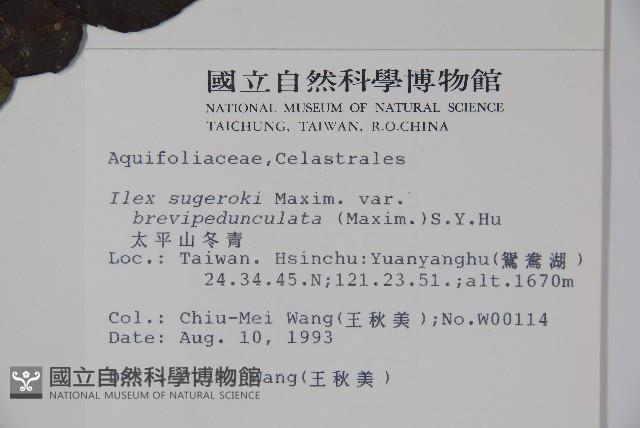 國立自然科學博物館
NATIONAL MUSEUM OF NATURAL SCIENCE
TAICHUNG, TAIWAN, R.O.CHINA
Aquifoliaceae,Celastrales
Ilex sugeroki Maxim. var.
brevipedunculata (Maxim.)S.Y.Hu
太平山冬青
Loc.: Taiwan. Hsinchu:Yuanyanghu(鴛鴦湖)
24.34.45.N;121.23.51.;alt.1670m
Col.: Chiu-Mei Wang(王秋美);No.W00114
Date: Aug. 10, 1993
Wang(王秋美)
國立自然科學博物館
NATIONAL MUSEUM OF NATURAL SCIENCE